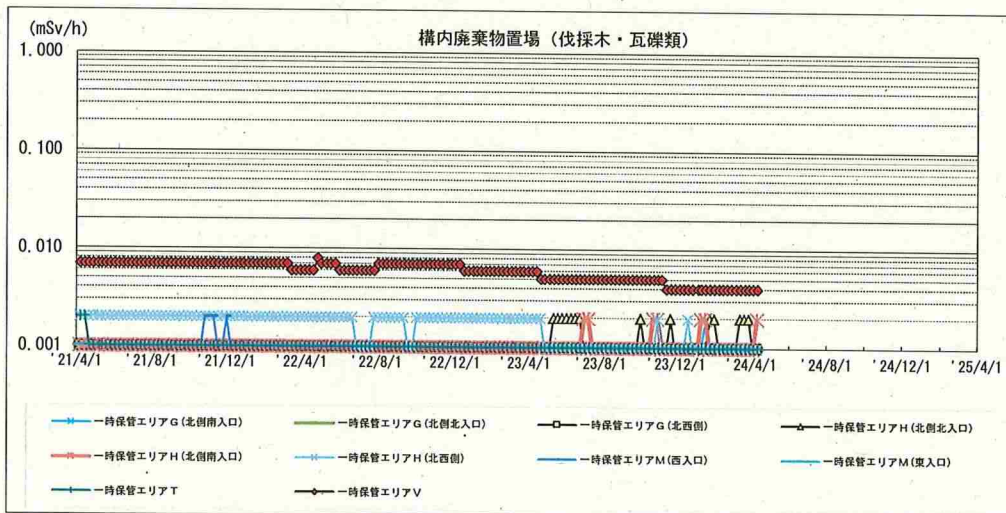 (mSv/h)
構内廃棄物置場（伐採木・瓦礫類）
1.000
0.100
0.010
0.001
'21/4/1 '21/8/1 '21/12/1 '22/4/1 '22/8/1 '22/12/1 '23/4/1 '23/8/1 '23/12/1 '24/4/1 '24/8/1 '24/12/1 '25/4/1
一時保管エリアＧ(北側南入口) 一時保管エリアＧ(北側北入口) 一時保管エリアＧ(北西側) 一時保管エリアＨ(北側北入口)
一時保管エリアＨ(北側南入口) 一時保管エリアＨ(北西側) 一時保管エリアＭ(西入口) 一時保管エリアＭ(東入口)
一時保管エリアＴ 一時保管エリアＶ